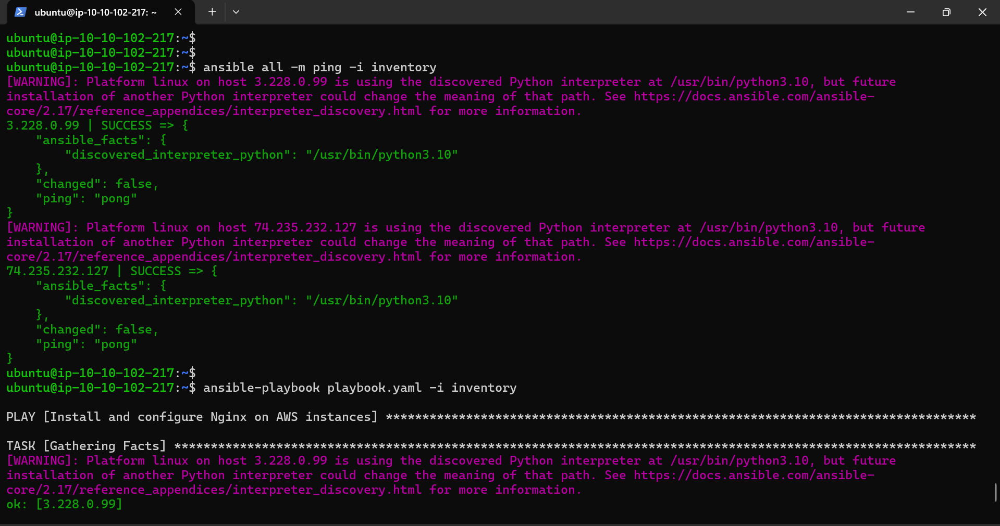 ubuntu@ip-10-10-102-217: ~
ubuntu@ip-10-10-102-217:~$
ubuntu@ip-10-10-102-217:~$
ubuntu@ip-10-10-102-217:~$ ansible all -m ping -i inventory
[WARNING]: Platform linux on host 3.228.0.99 is using the discovered Python interpreter at /usr/bin/python3.10, but future
installation of another Python interpreter could change the meaning of that path. See https://docs.ansible.com/ansible-
core/2.17/reference_appendices/interpreter_discovery.html for more information.
3.228.0.99 | SUCCESS => {
    "ansible_facts": {
        "discovered_interpreter_python": "/usr/bin/python3.10"
    },
    "changed": false,
    "ping": "pong"
}
[WARNING]: Platform linux on host 74.235.232.127 is using the discovered Python interpreter at /usr/bin/python3.10, but future
installation of another Python interpreter could change the meaning of that path. See https://docs.ansible.com/ansible-
core/2.17/reference_appendices/interpreter_discovery.html for more information.
74.235.232.127 | SUCCESS => {
    "ansible_facts": {
        "discovered_interpreter_python": "/usr/bin/python3.10"
    },
    "changed": false,
    "ping": "pong"
}
ubuntu@ip-10-10-102-217:~$
ubuntu@ip-10-10-102-217:~$ ansible-playbook playbook.yaml -i inventory
PLAY [Install and configure Nginx on AWS instances] *********************************************************************************
TASK [Gathering Facts] **************************************************************************************************************
[WARNING]: Platform linux on host 3.228.0.99 is using the discovered Python interpreter at /usr/bin/python3.10, but future
installation of another Python interpreter could change the meaning of that path. See https://docs.ansible.com/ansible-
core/2.17/reference_appendices/interpreter_discovery.html for more information.
ok: [3.228.0.99]